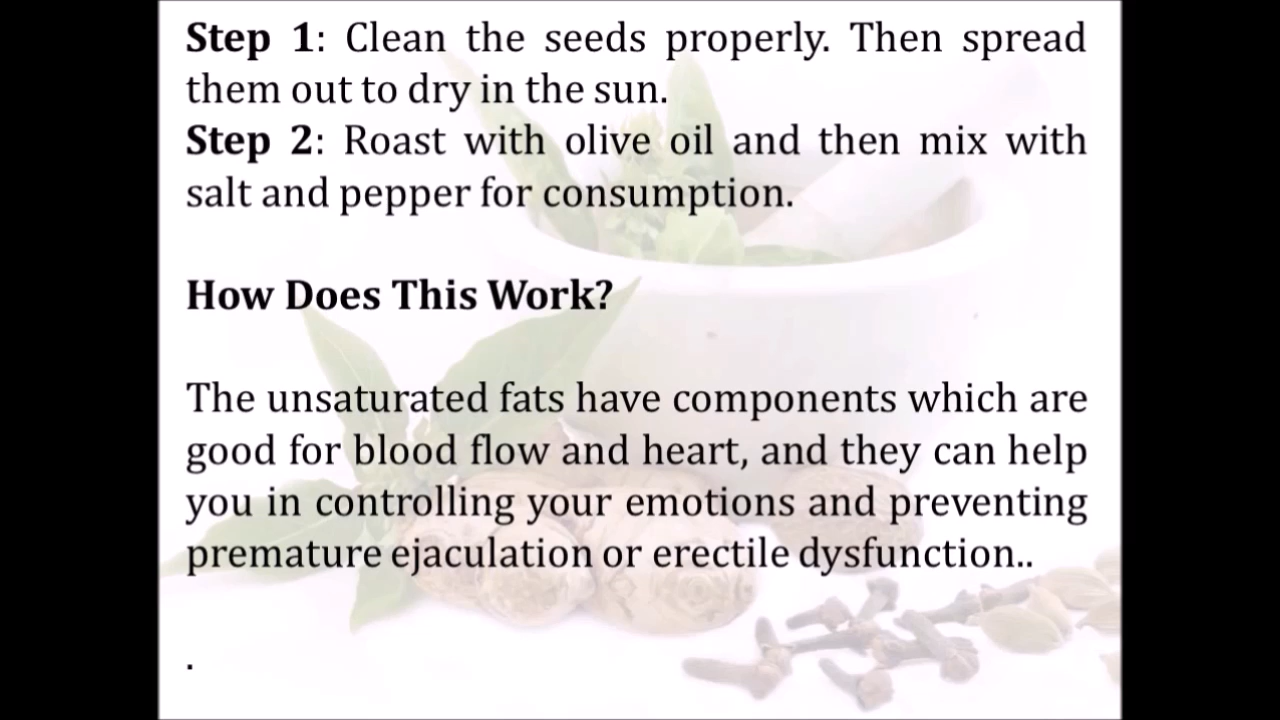 Step 1: Clean the seeds properly. Then spread
them out to dry in the sun.
Step 2: Roast with olive oil and then mix with
salt and pepper for consumption.
How Does This Work?
The unsaturated fats have components which are
good for blood flow and heart, and they can help
you in controlling your emotions and preventing
premature ejaculation or erectile dysfunction..
.